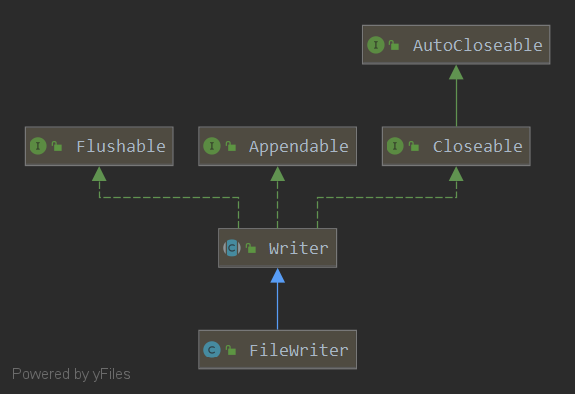 AutoCloseable
Flushable
Appendable
Closeable
Writer
FileWriter
Powered by yFiles